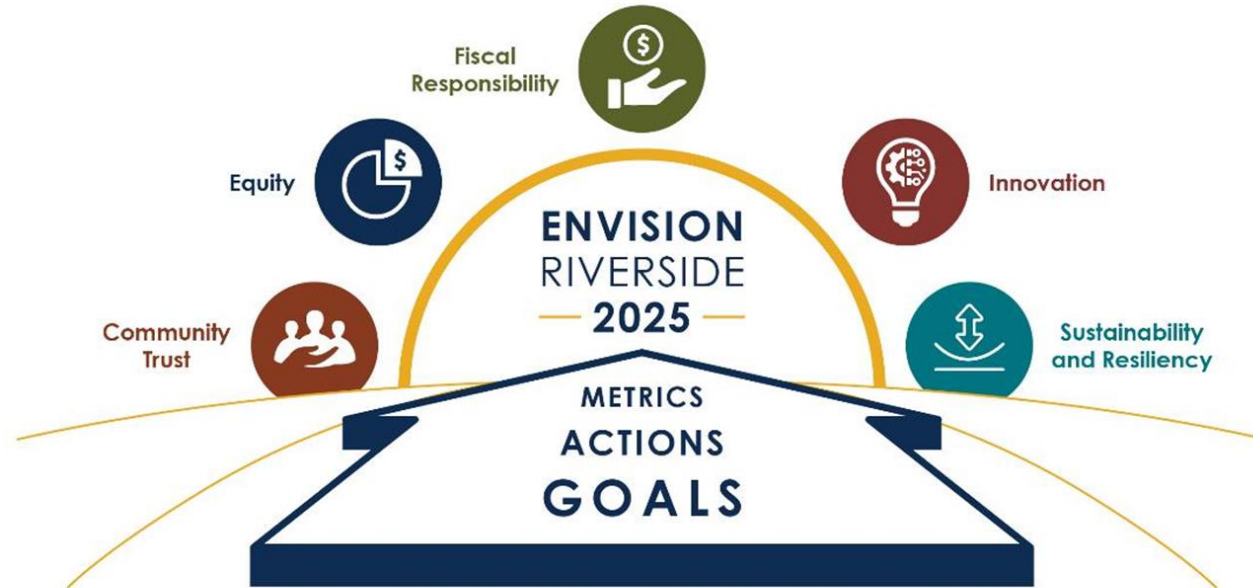 Fiscal
Responsibility
$
Equity
$
Innovation
ENVISION
RIVERSIDE
2025
Community
Trust
Sustainability
and Resiliency
METRICS
ACTIONS
GOALS